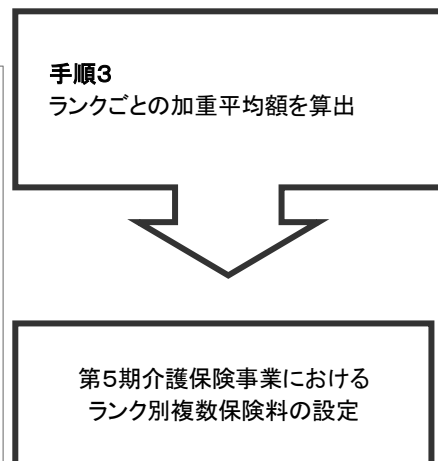 手順3
ランクごとの加重平均額を算出
第5期介護保険事業における
ランク別複数保険料の設定